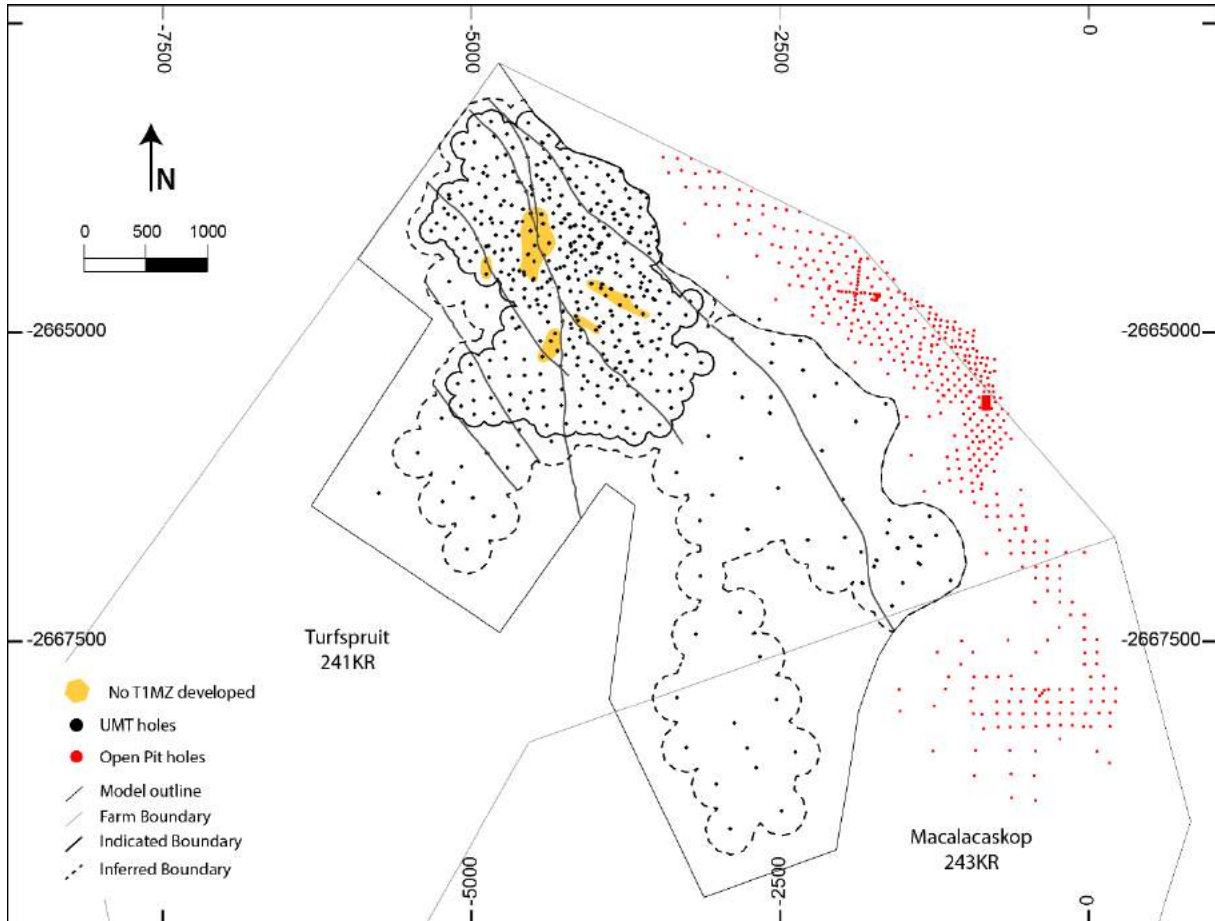 -7500
-5000
-2500
0
N
0 500 1000
-2665000
-2665000
-2667500
-2667500
Turfspruit
241KR
No T1MZ developed
UMT holes
Open Pit holes
Model outline
Farm Boundary
Indicated Boundary
Inferred Boundary
Macalacaskop
243KR
-5000
-2500
0